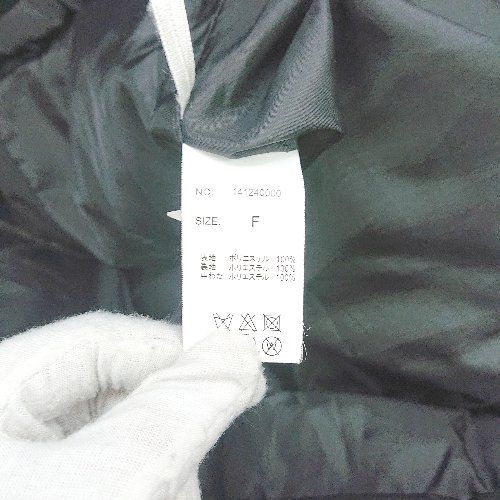 NO: 141240000
SIZE: F
表地 ポリエステル 100%
裏地 ポリエステル 100%
中わた ポリエステル 100%